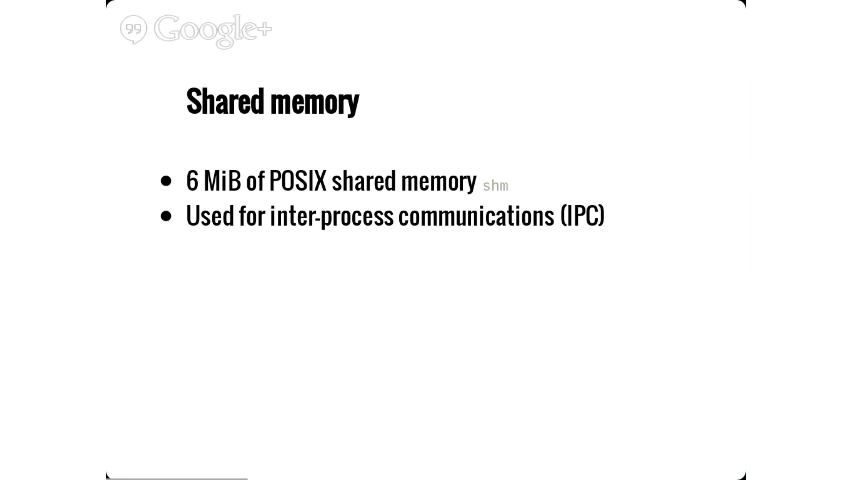 Google+
Shared memory
6 MiB of POSIX shared memory shm
Used for inter-process communications (IPC)